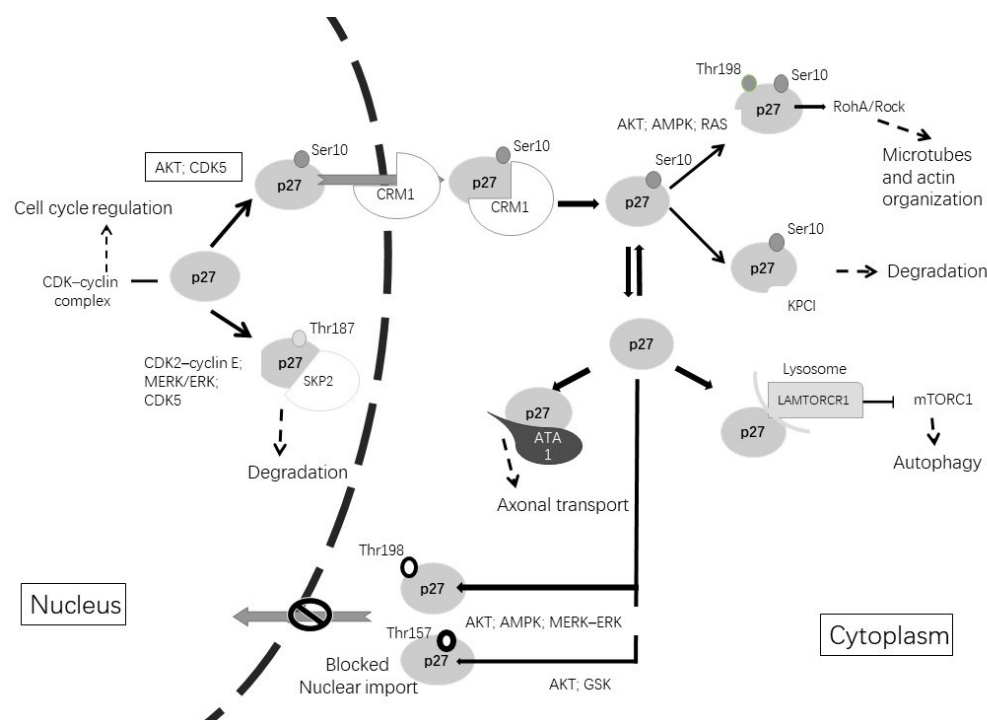 Thr198
Ser10
p27
RohA/Rock
AKT; AMPK; RAS
Microtubes
and actin
organization
AKT; CDK5
Ser10
p27
CRM1
Ser10
p27
CRM1
Ser10
p27
Cell cycle regulation
CDK–cyclin
complex
p27
Ser10
p27
KPCI
Degradation
Thr187
p27
SKP2
CDK2–cyclin E;
MERK/ERK;
CDK5
Degradation
p27
p27
ATA
1
Axonal transport
Lysosome
LAMTORCR1
p27
mTORC1
Autophagy
Thr198
p27
AKT; AMPK; MERK–ERK
Thr157
p27
AKT; GSK
Blocked
Nuclear import
Nucleus
Cytoplasm